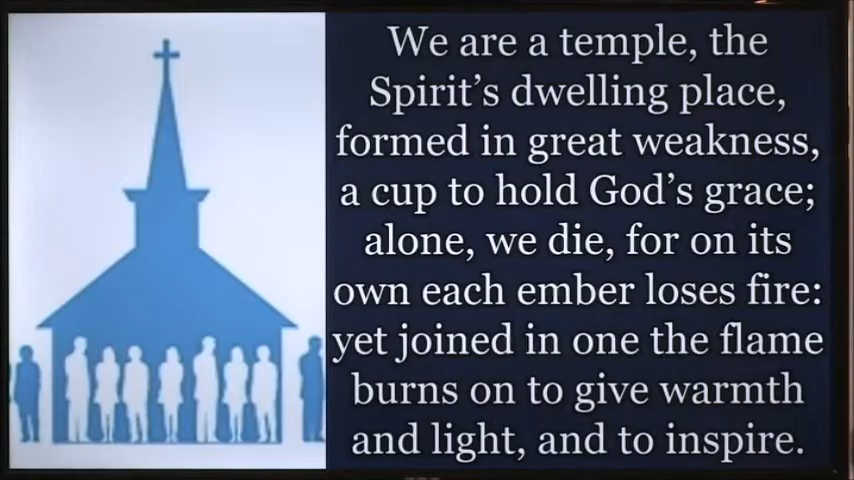 We are a temple, the
Spirit’s dwelling place,
formed in great weakness,
a cup to hold God’s grace;
alone, we die, for on its
own each ember loses fire:
yet joined in one the flame
burns on to give warmth
and light, and to inspire.